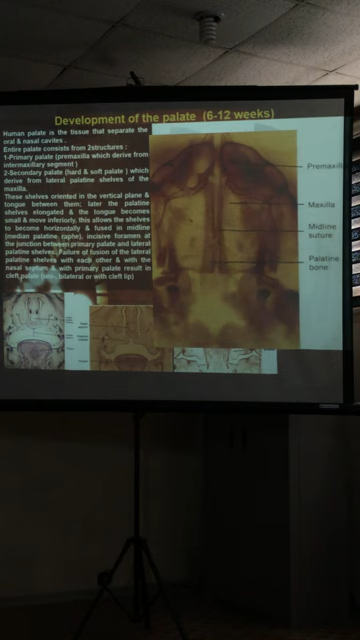 Development of the palate (6-12 weeks)
Human palate is the tissue that separate the
oral & nasal cavites .
Entire palate consists from 2structures :
1-Primary palate (premaxilla which derive from
intermaxillary segment )
2-Secondary palate (hard & soft palate ) which
derive from lateral palatine shelves of the
maxilla.
These shelves oriented in the vertical plane &
tongue between them; later the palatine
shelves elongated & the tongue becomes
small & move inferiorly, this allows the shelves
to become horizontally & fused in midline
(median palatine raphe), incisive foramen at
the junction between primary palate and lateral
palatine shelves. Failure of fusion of the lateral
palatine shelves with each other & with the
nasal septum & with primary palate result in
cleft palate bilateral or with cleft lip)
Premaxill
Maxilla
Midline
suture
Palatine
bone